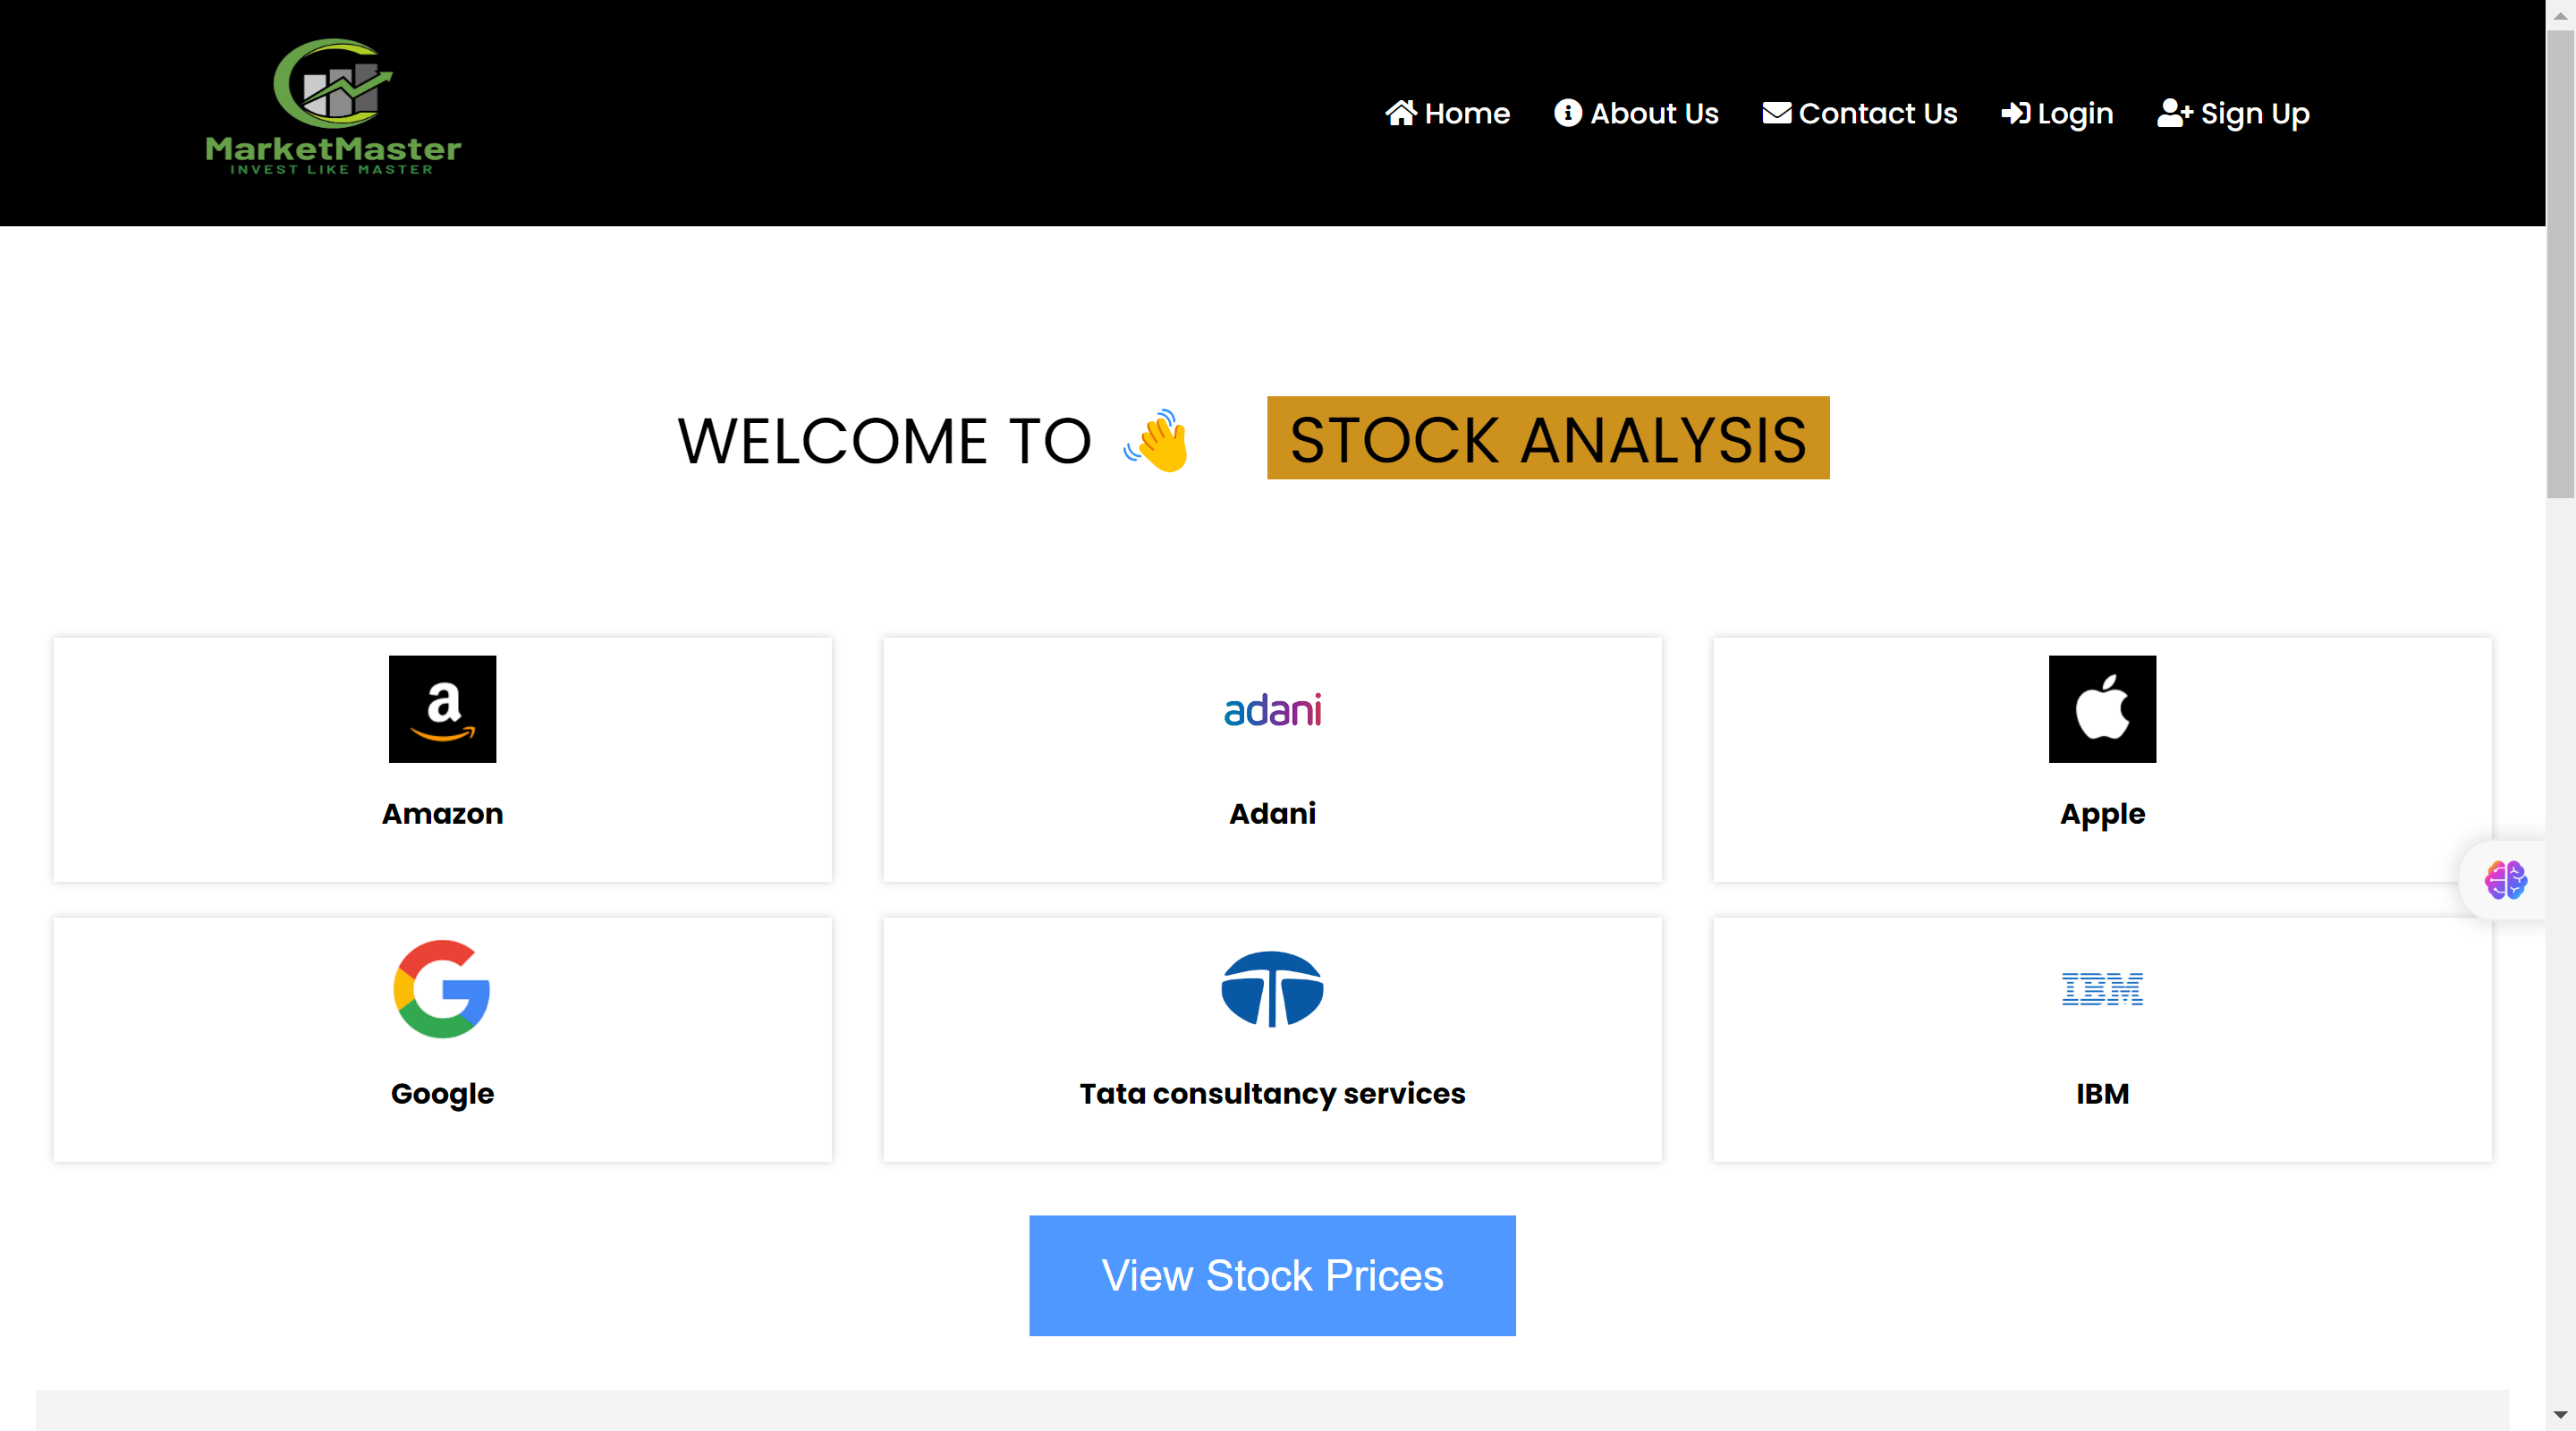 MarketMaster
INVEST LIKE MASTER
Home About Us Contact Us Login Sign Up
WELCOME TO 👋 STOCK ANALYSIS
a
adani
Amazon
Adani
Apple
G
IBM
Google
Tata consultancy services
IBM
View Stock Prices